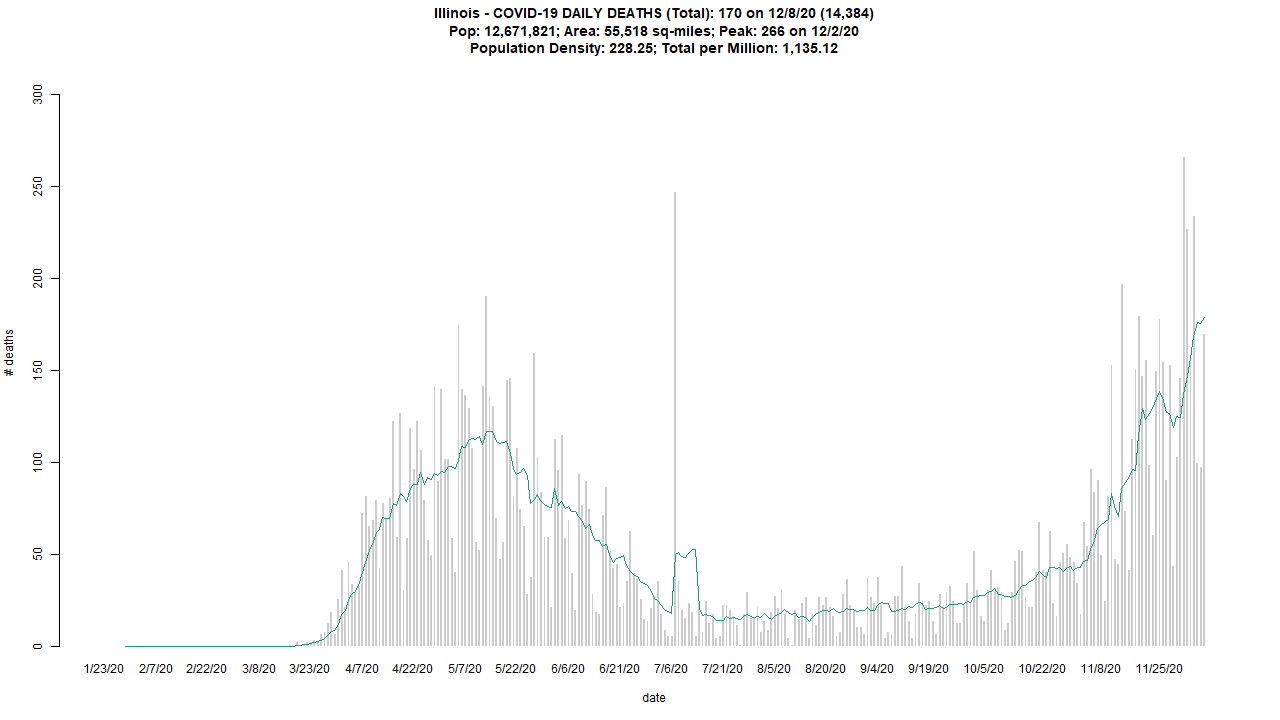 Illinois - COVID-19 DAILY DEATHS (Total): 170 on 12/8/20 (14,384)
Pop: 12,671,821; Area: 55,518 sq-miles; Peak: 266 on 12/2/20
Population Density: 228.25; Total per Million: 1,135.12
300
250
200
150
100
50
0
# deaths
1/23/20 2/7/20 2/22/20 3/8/20 3/23/20 4/7/20 4/22/20 5/7/20 5/22/20 6/6/20 6/21/20 7/6/20 7/21/20 8/5/20 8/20/20 9/4/20 9/19/20 10/5/20 10/22/20 11/8/20 11/25/20
date